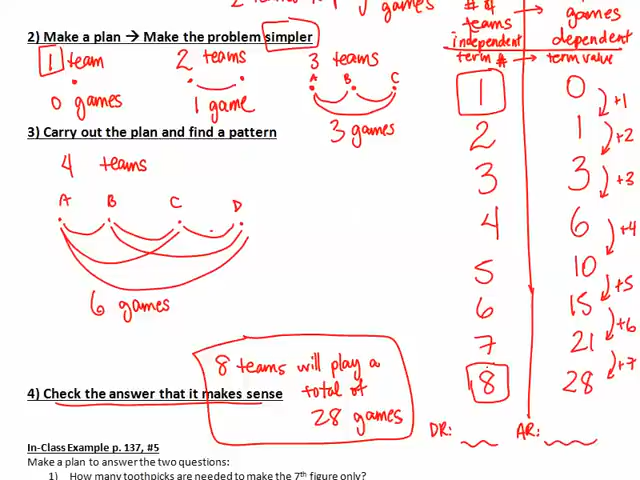 # of teams → games
independent dependent
term # → term value
2) Make a plan → Make the problem simpler
1 team 2 teams 3 teams
A B C
0 games 1 game 3 games
1 0 +1
2 1 +2
3 3 +3
4 6 +4
5 10 +5
6 15 +6
7 21 +7
8 28
3) Carry out the plan and find a pattern
4 teams
A B C D
6 games
8 teams will play a
total of
28 games
4) Check the answer that it makes sense
DR: AR:
In-Class Example p. 137, #5
Make a plan to answer the two questions:
1) How many toothpicks are needed to make the 7th figure only?